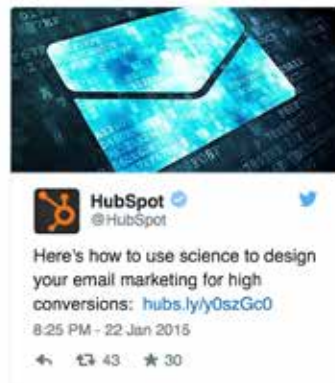 HubSpot
@HubSpot
Here's how to use science to design
your email marketing for high
conversions: hubs.ly/y0szGc0
8:25 PM - 22 Jan 2015
43 30